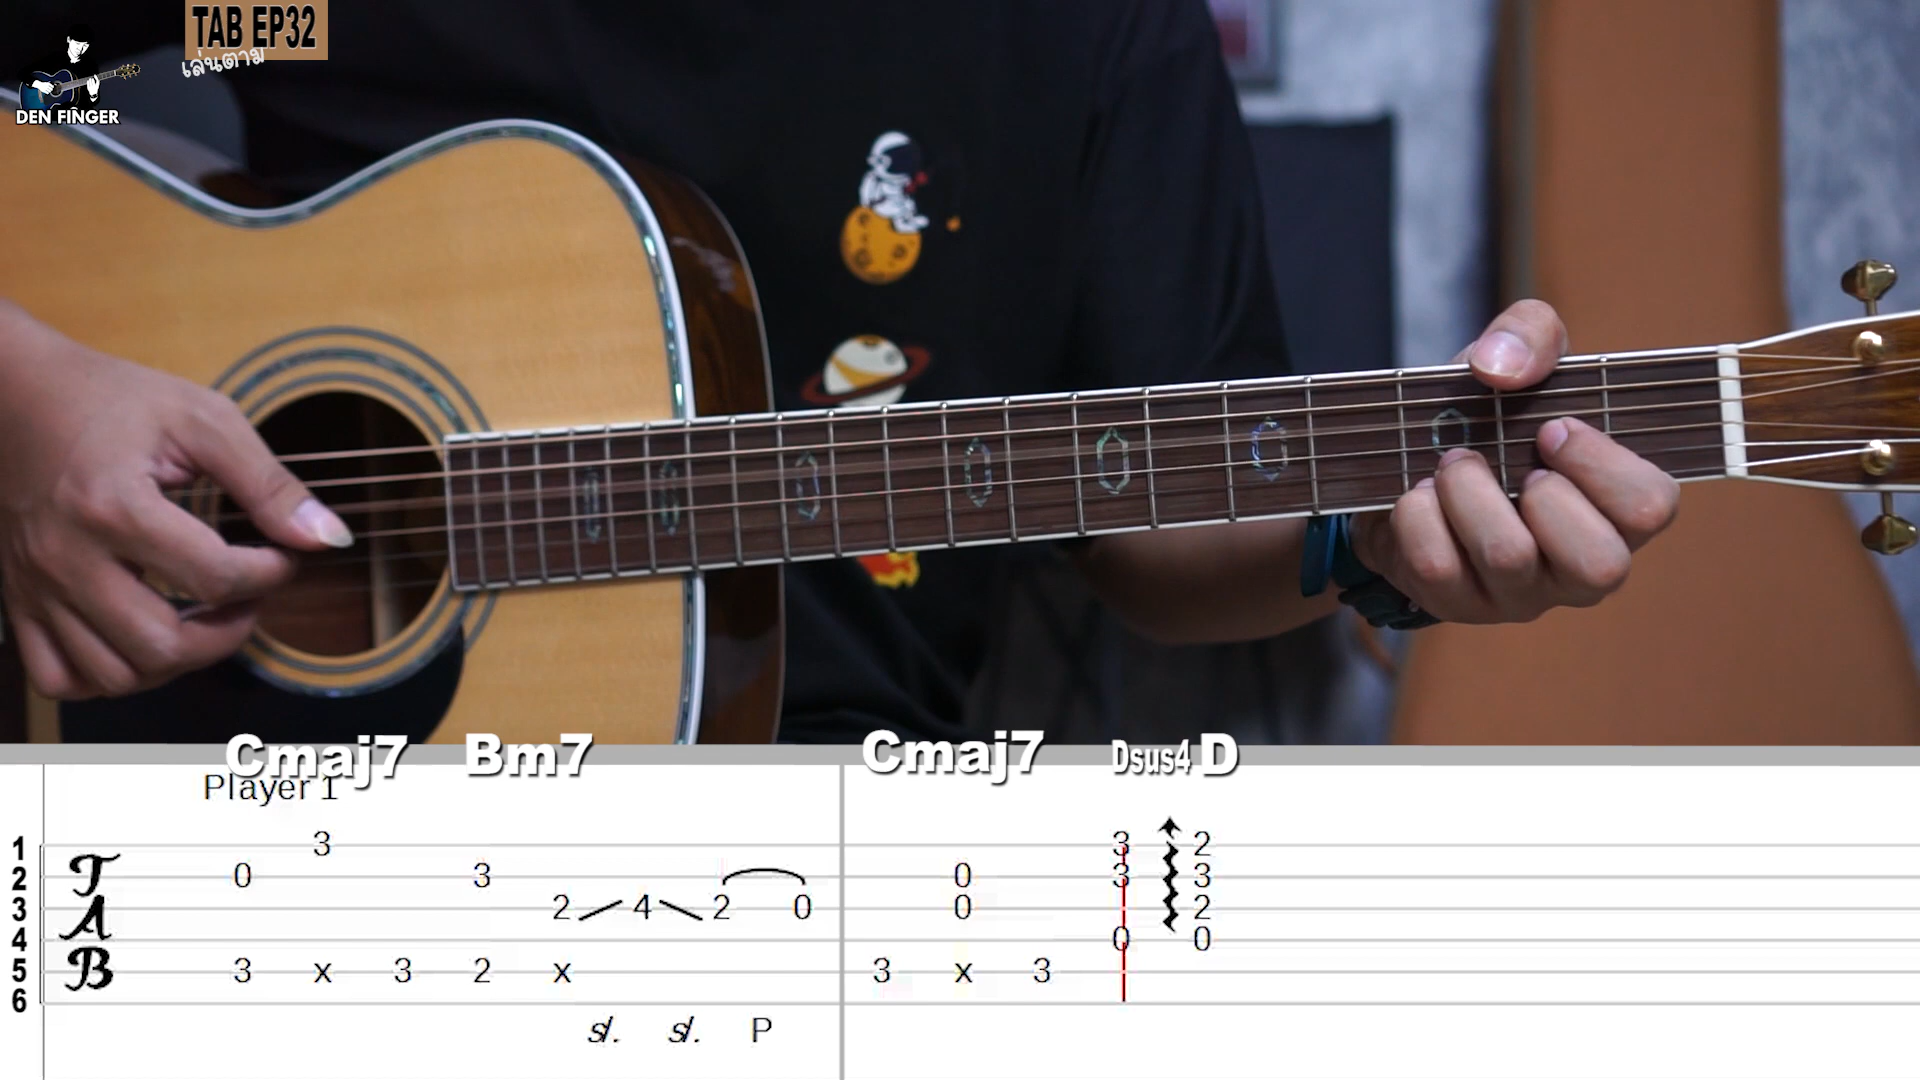 TAB EP32
เล่นตาม
DEN FINGER
Cmaj7 Bm7 Cmaj7 Dsus4 D
Player 1
1 3 3 2
T 2 0 3 0 3 3
A 3 2 4 2 0 0 2
4 0 0
B 5 3 x 3 2 x 3 x 3
6
sl. sl. P